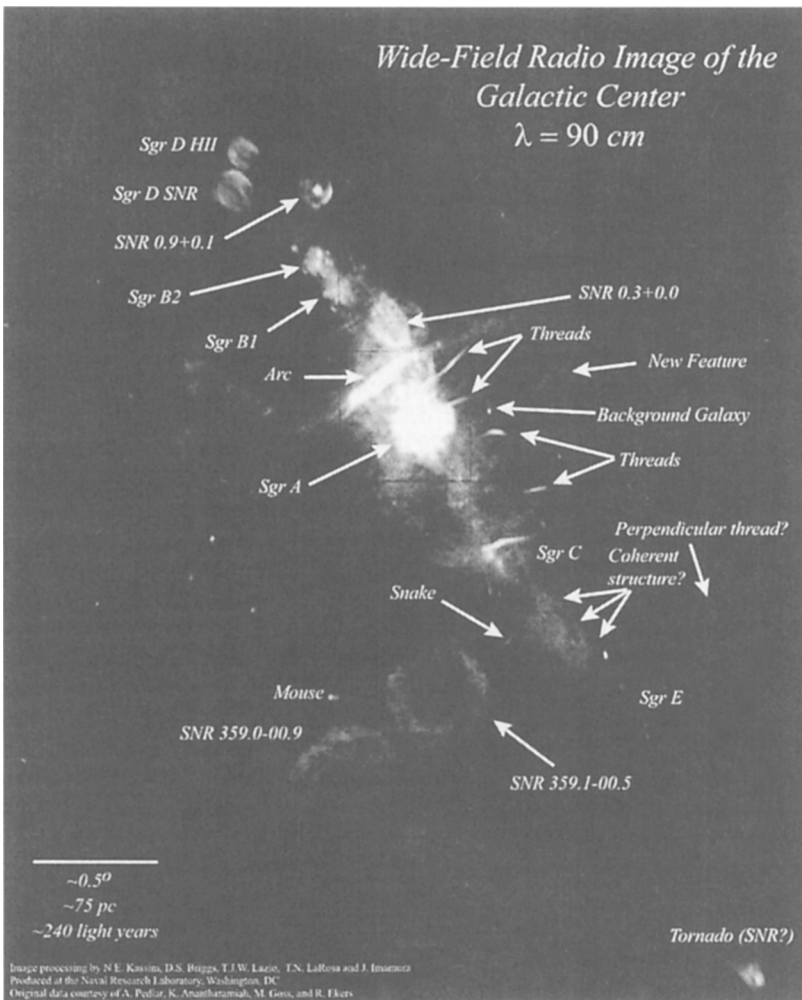 Wide-Field Radio Image of the
Galactic Center
λ = 90 cm
Sgr D HII
Sgr D SNR
SNR 0.9+0.1
Sgr B2
Sgr B1
SNR 0.3+0.0
Threads
Arc
New Feature
Background Galaxy
Threads
Sgr A
Perpendicular thread?
Sgr C
Coherent
structure?
Snake
Mouse
Sgr E
SNR 359.0-00.9
SNR 359.1-00.5
~0.5°
~75 pc
~240 light years
Tornado (SNR?)
Image processing by N.E. Kassim, D.S. Briggs, T.J.W. Lazio, T.N. LaRosa and J. Imamura
Produced at the Naval Research Laboratory, Washington, DC
Original data courtesy of A. Pedlar, K. Anantharamiah, M. Goss, and R. Ekers